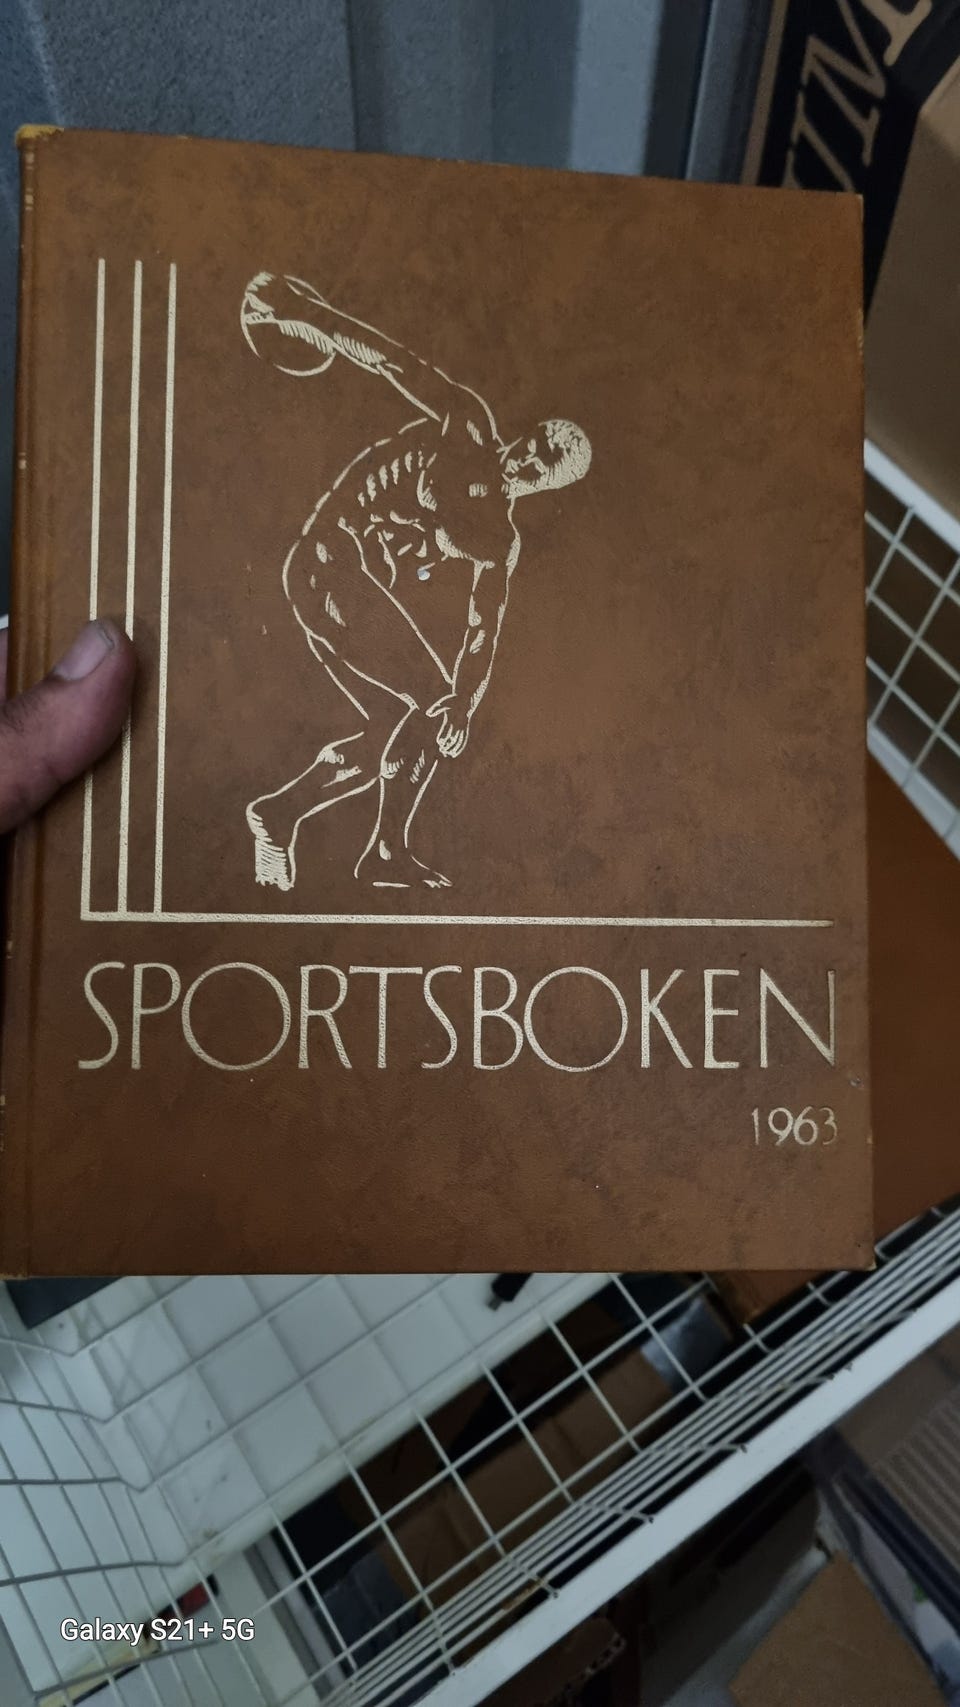 SPORTSBOKEN
1963
Galaxy S21+ 5G